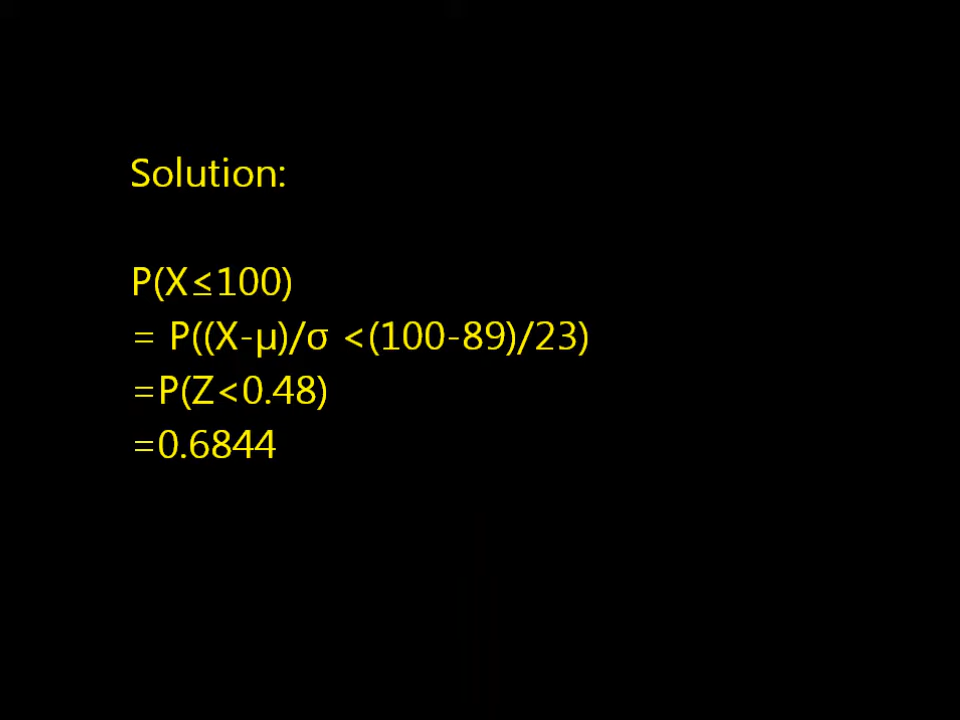 Solution:
P(X≤100)
= P((X-μ)/σ <(100-89)/23)
=P(Z<0.48)
=0.6844